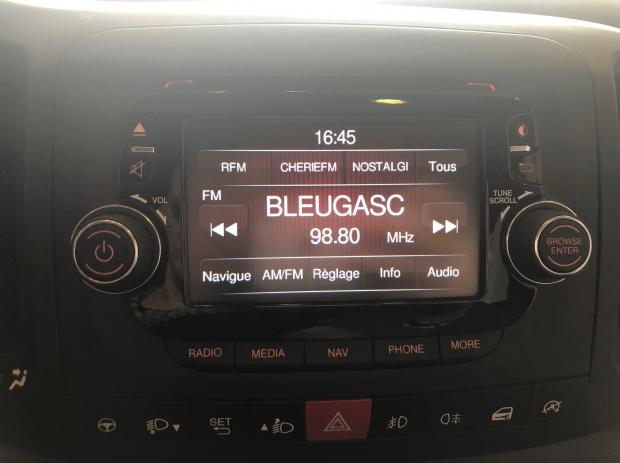 16:45
RFM CHERIEFM NOSTALGI Tous
FM
BLEUGASC
98.80 MHz
Navigue AM/FM Règlage Info Audio
VOL
TUNE
SCROLL
BROWSE
ENTER
RADIO MEDIA NAV PHONE MORE
SET